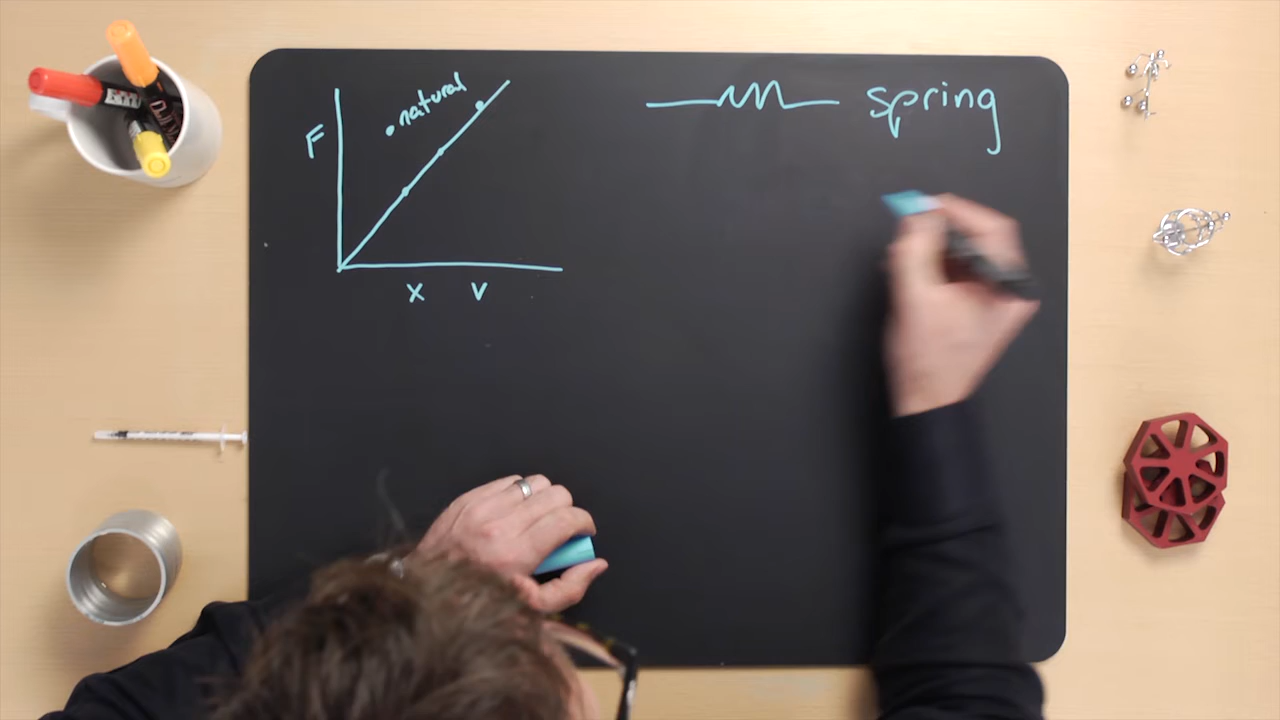 F
• natural
x v
spring